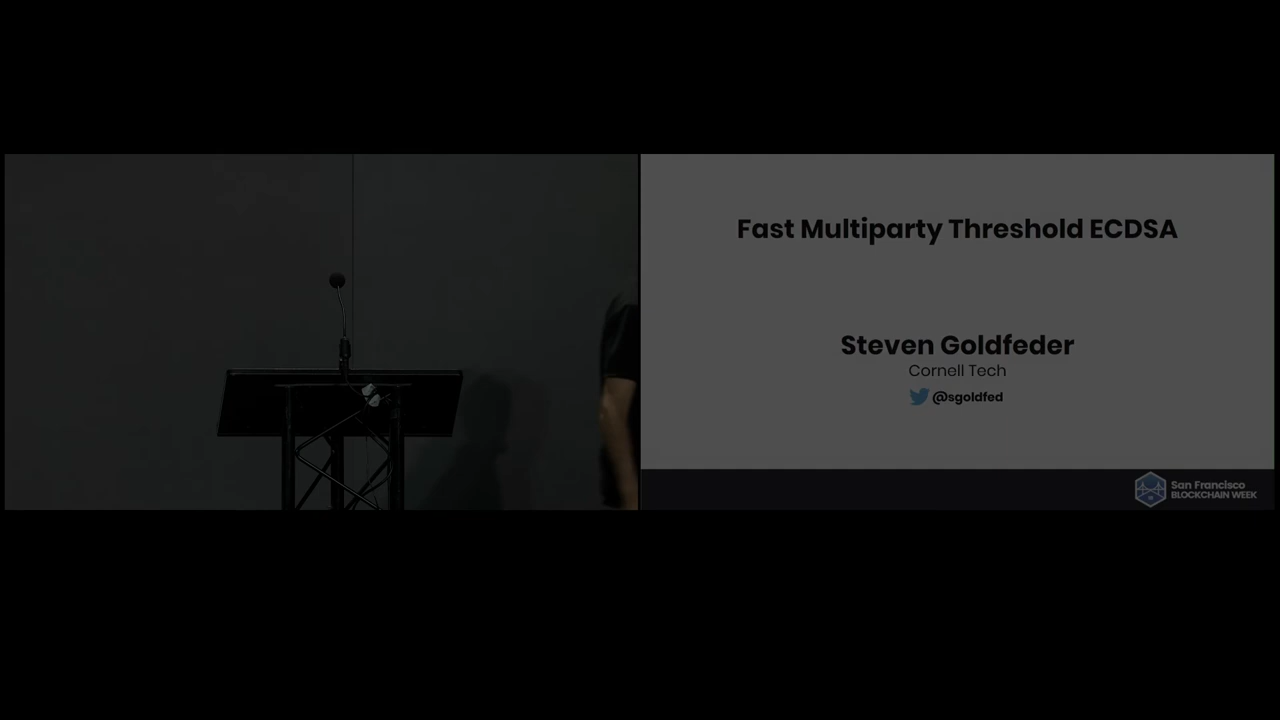 Fast Multiparty Threshold ECDSA
Steven Goldfeder
Cornell Tech
@sgoldfed
San Francisco
BLOCKCHAIN WEEK